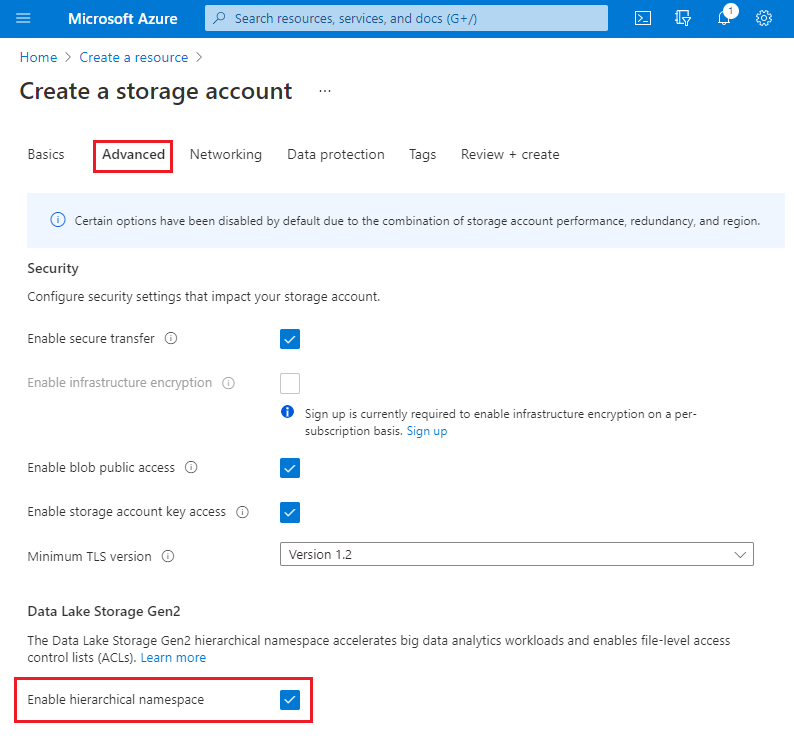 Microsoft Azure
Search resources, services, and docs (G+/)
1
Home > Create a resource >
Create a storage account ...
Basics Advanced Networking Data protection Tags Review + create
Certain options have been disabled by default due to the combination of storage account performance, redundancy, and region.
Security
Configure security settings that impact your storage account.
Enable secure transfer
Enable infrastructure encryption
Sign up is currently required to enable infrastructure encryption on a per-
subscription basis. Sign up
Enable blob public access
Enable storage account key access
Minimum TLS version
Version 1.2
Data Lake Storage Gen2
The Data Lake Storage Gen2 hierarchical namespace accelerates big data analytics workloads and enables file-level access
control lists (ACLs). Learn more
Enable hierarchical namespace